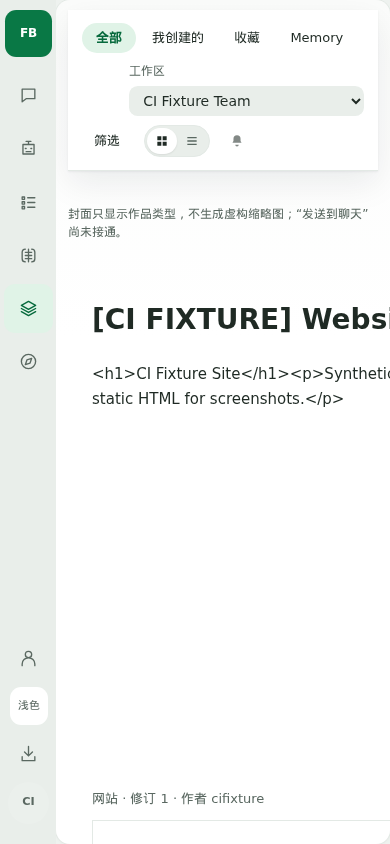 FB
全部 我创建的 收藏 Memory
工作区
CI Fixture Team
筛选
封面只显示作品类型，不生成虚构缩略图；“发送到聊天”
尚未接通。
[CI FIXTURE] Websi
<h1>CI Fixture Site</h1><p>Synthetic
static HTML for screenshots.</p>
浅色
CI
网站 · 修订 1 · 作者 cifixture